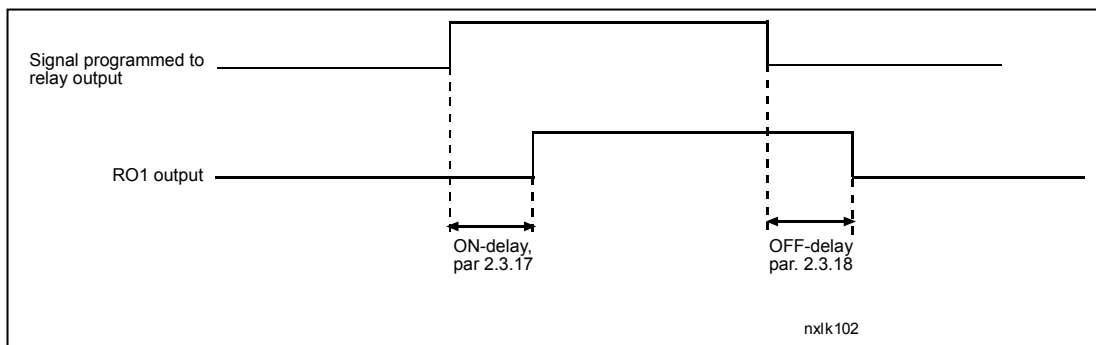 Signal programmed to
relay output
RO1 output
ON-delay,
par 2.3.17
OFF-delay
par. 2.3.18
nxlk102